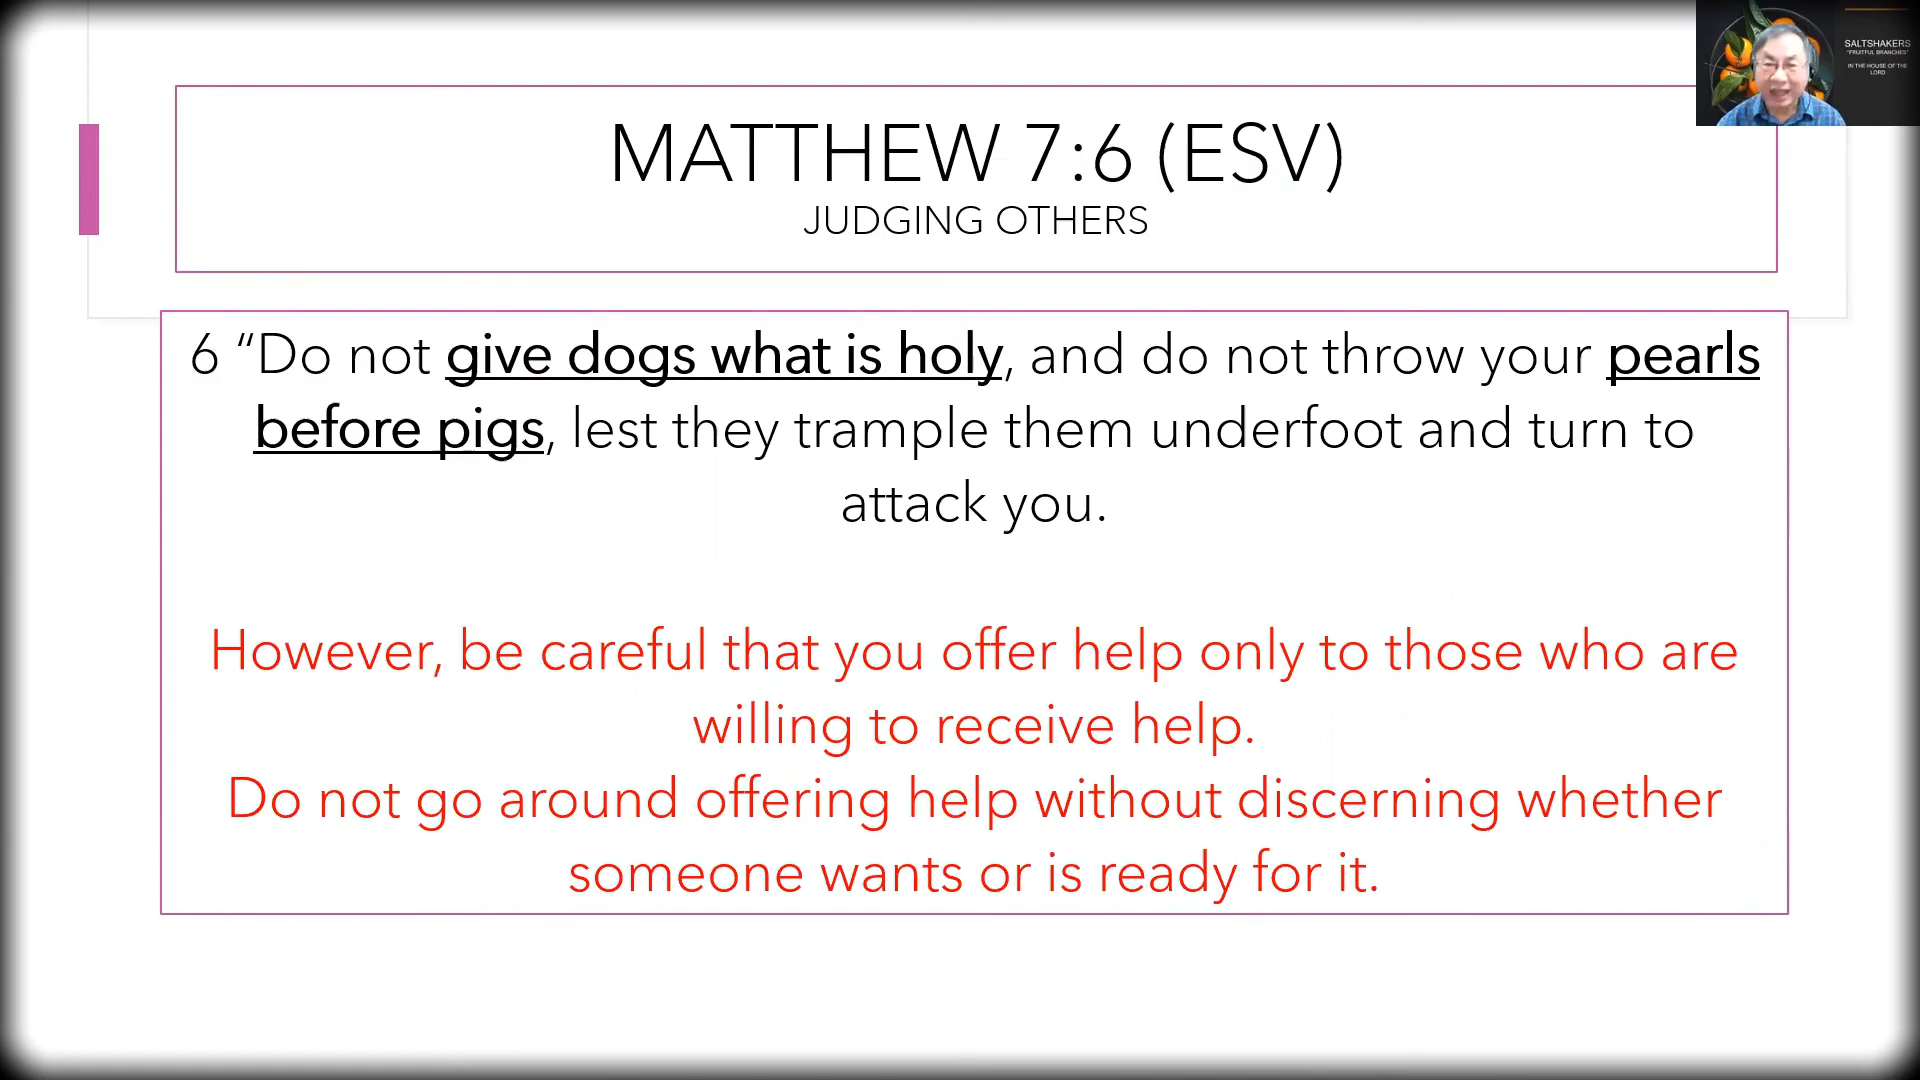 MATTHEW 7:6 (ESV)
JUDGING OTHERS
6 “Do not give dogs what is holy, and do not throw your pearls
before pigs, lest they trample them underfoot and turn to
attack you.
However, be careful that you offer help only to those who are
willing to receive help.
Do not go around offering help without discerning whether
someone wants or is ready for it.
SALTSHAKERS
"FRUITFUL BRANCHES"
IN THE HOUSE OF THE
LORD